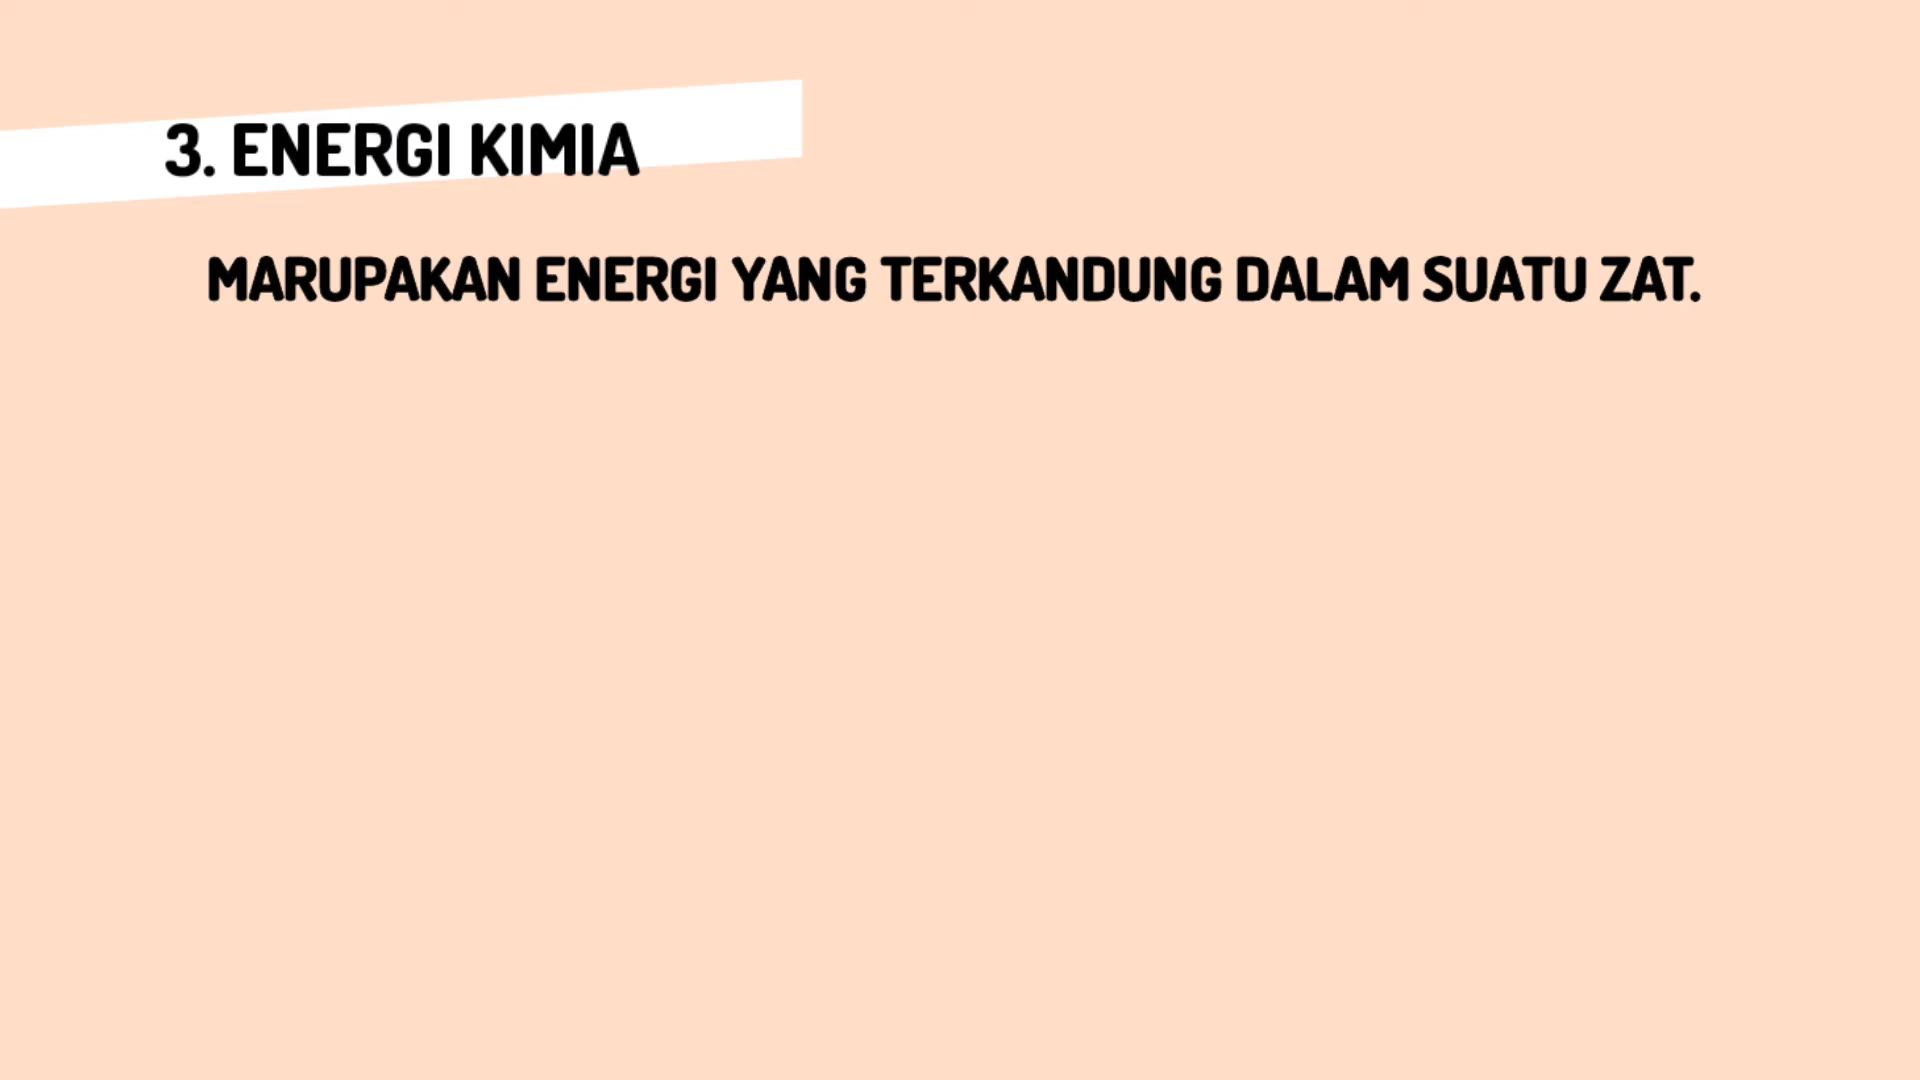 3. ENERGI KIMIA
MARUPAKAN ENERGI YANG TERKANDUNG DALAM SUATU ZAT.